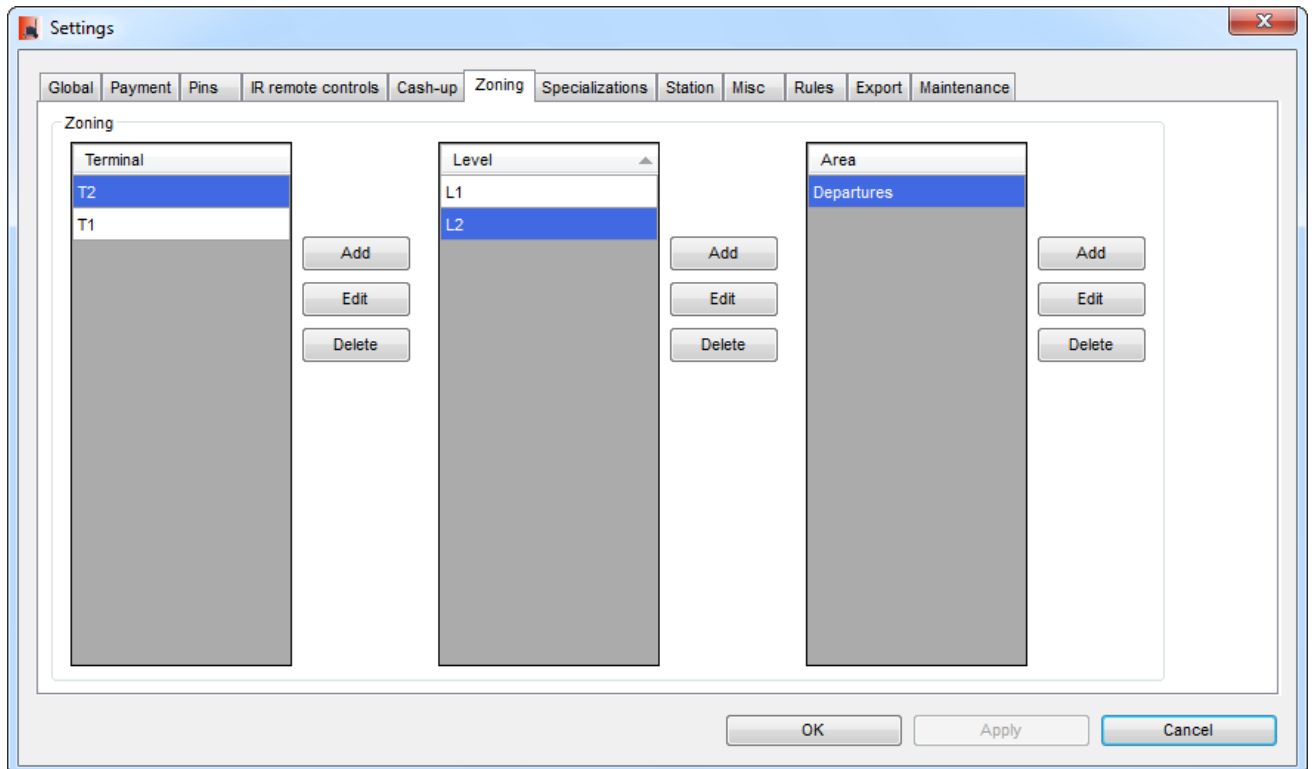 Settings
Global Payment Pins IR remote controls Cash-up Zoning Specializations Station Misc Rules Export Maintenance
Zoning
Terminal Level Area
T2 L1 Departures
T1 L2
Add Add Add
Edit Edit Edit
Delete Delete Delete
OK Apply Cancel